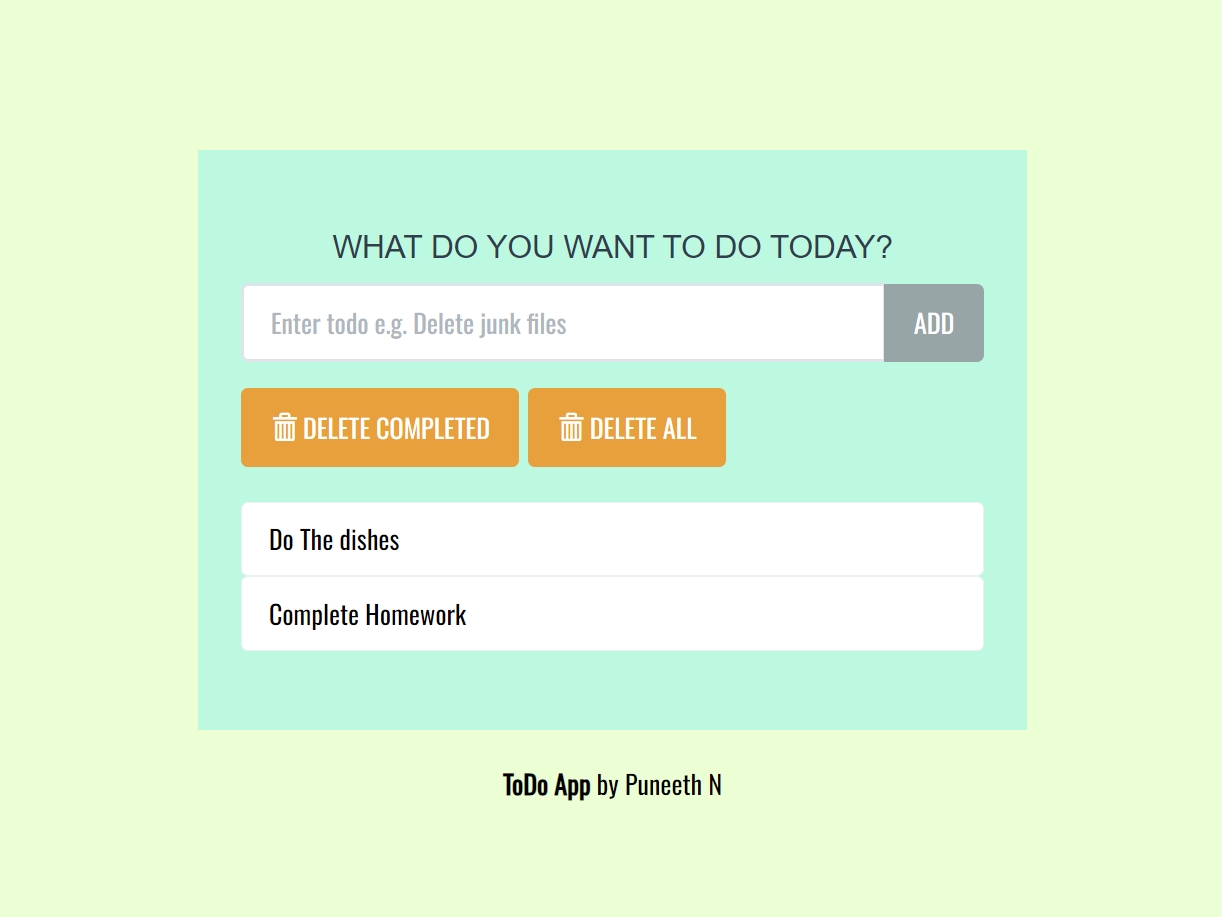 WHAT DO YOU WANT TO DO TODAY?
Enter todo e.g. Delete junk files
ADD
DELETE COMPLETED
DELETE ALL
Do The dishes
Complete Homework
ToDo App by Puneeth N